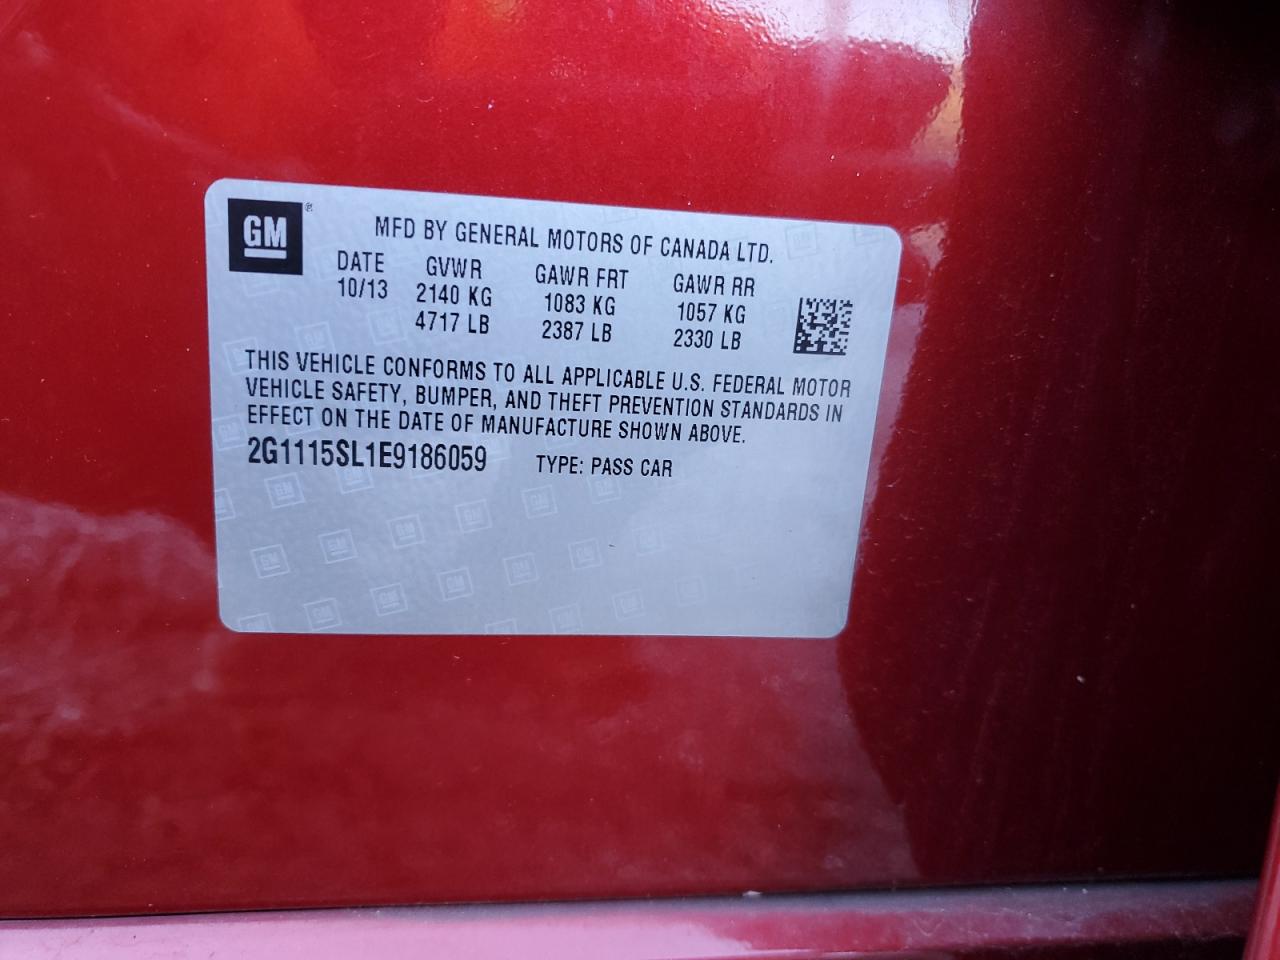 GM ®
MFD BY GENERAL MOTORS OF CANADA LTD.
DATE GVWR GAWR FRT GAWR RR
10/13 2140 KG 1083 KG 1057 KG
4717 LB 2387 LB 2330 LB
THIS VEHICLE CONFORMS TO ALL APPLICABLE U.S. FEDERAL MOTOR
VEHICLE SAFETY, BUMPER, AND THEFT PREVENTION STANDARDS IN
EFFECT ON THE DATE OF MANUFACTURE SHOWN ABOVE.
2G1115SL1E9186059 TYPE: PASS CAR